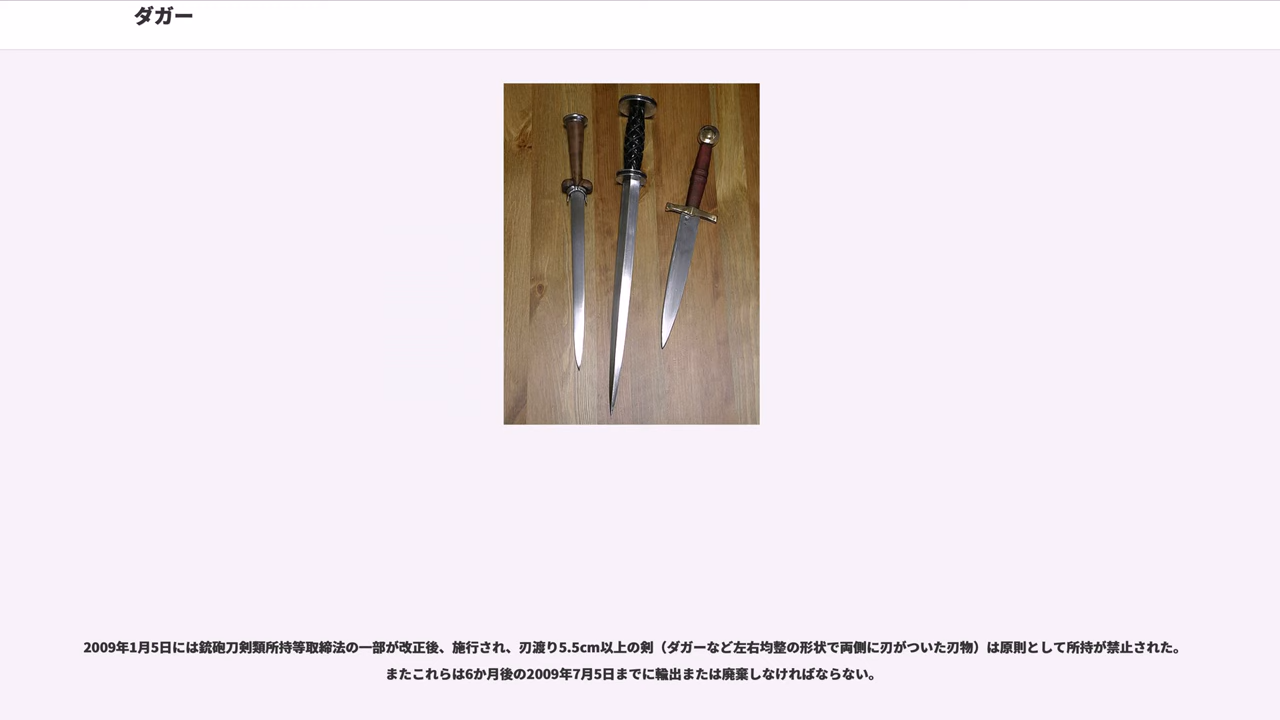 ダガー
2009年1月5日には銃砲刀剣類所持等取締法の一部が改正後、施行され、刃渡り5.5cm以上の剣（ダガーなど左右均整の形状で両側に刃がついた刃物）は原則として所持が禁止された。
またこれらは6か月後の2009年7月5日までに輸出または廃棄しなければならない。